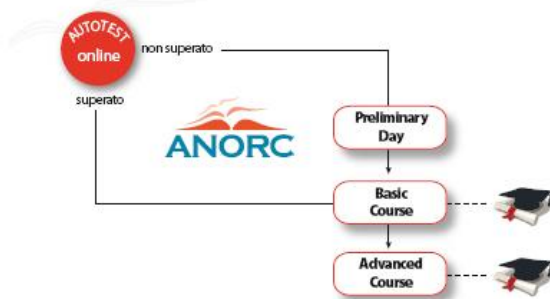 AUTOTEST
online
non superato
superato
ANORC
Preliminary
Day
Basic
Course
Advanced
Course